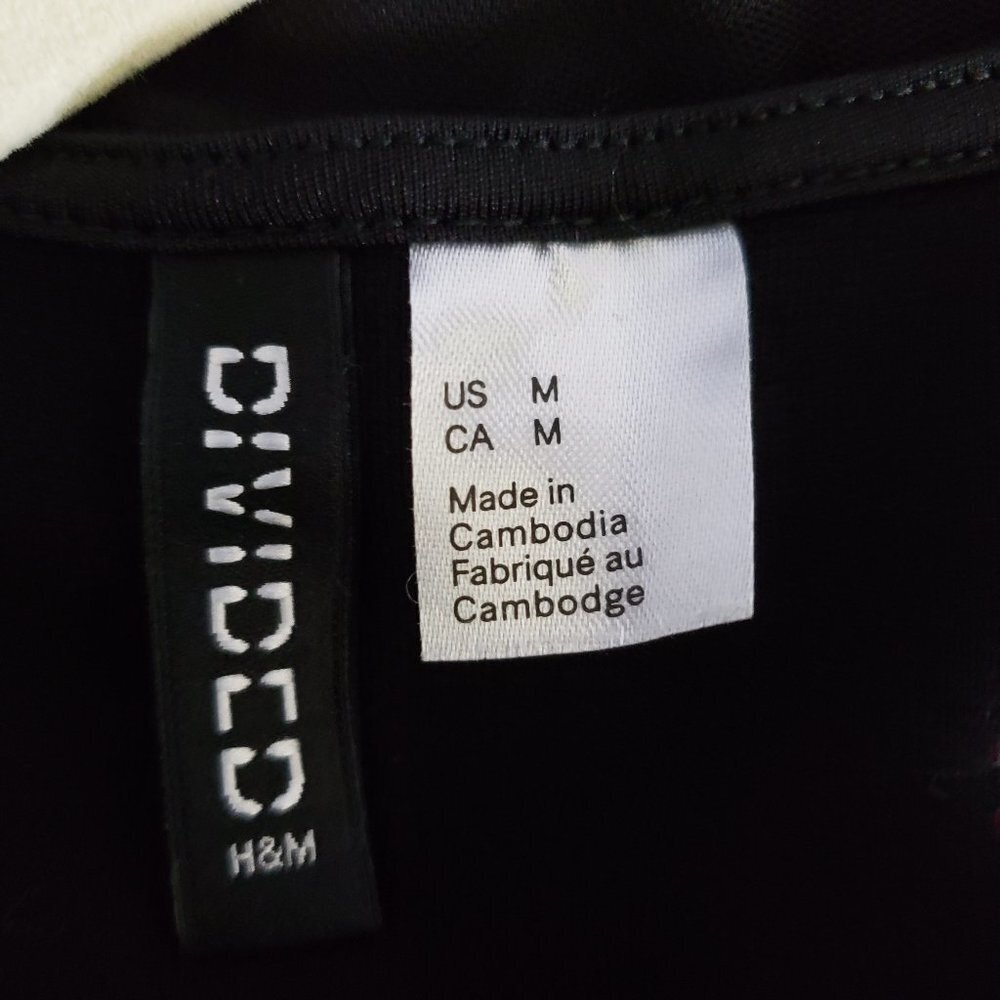 DIVIDED
H&M
US M
CA M
Made in
Cambodia
Fabriqué au
Cambodge